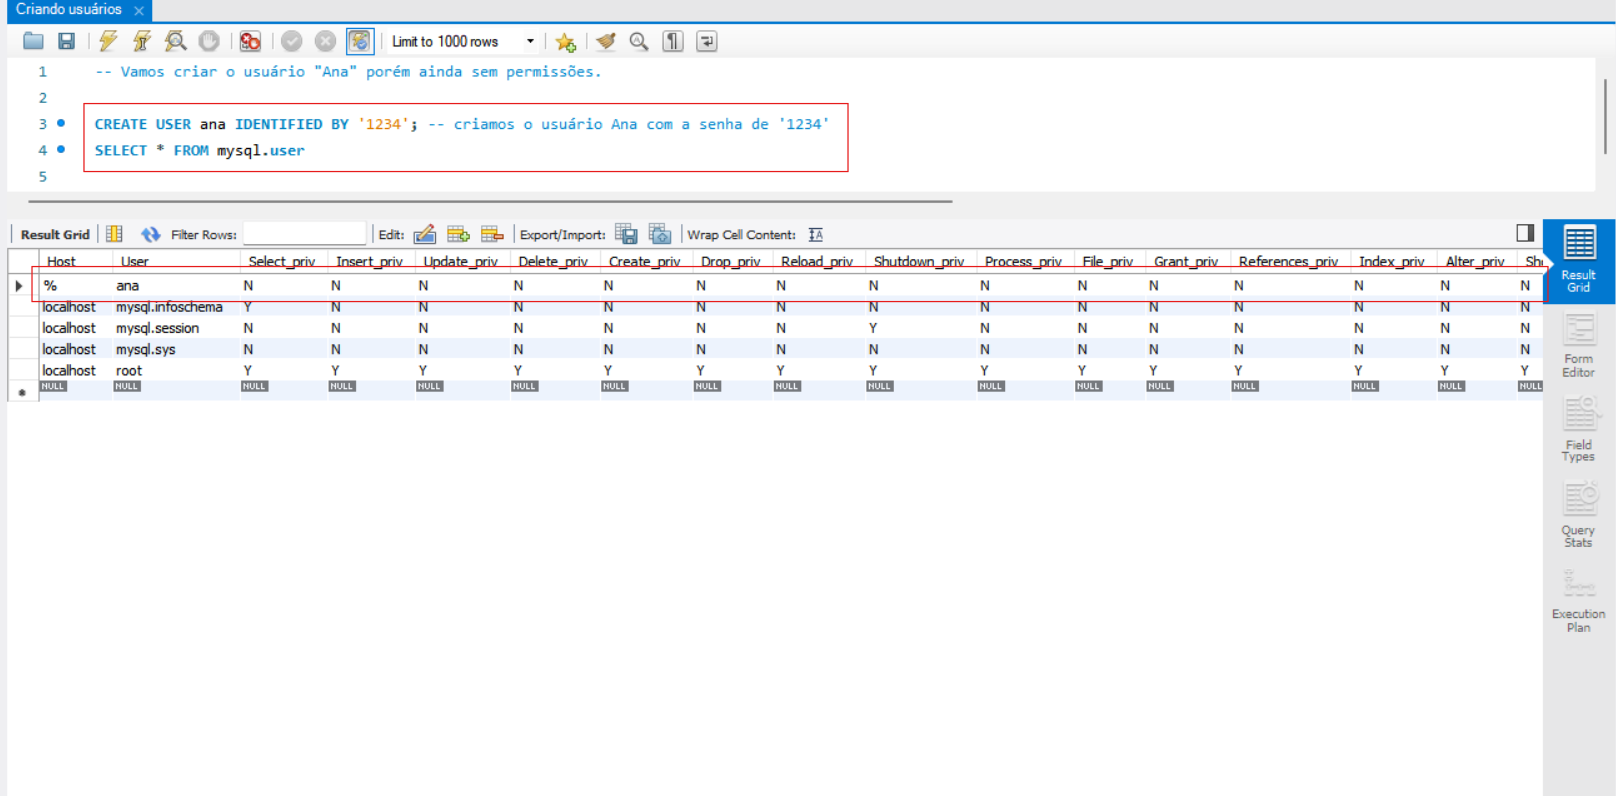 Criando usuários
Limit to 1000 rows
1 -- Vamos criar o usuário "Ana" porém ainda sem permissões.
2
3 CREATE USER ana IDENTIFIED BY '1234'; -- criamos o usuário Ana com a senha de '1234'
4 SELECT * FROM mysql.user
5
Result Grid Filter Rows: Edit: Export/Import: Wrap Cell Content:
Host User Select_priv Insert_priv Update_priv Delete_priv Create_priv Drop_priv Reload_priv Shutdown_priv Process_priv File_priv Grant_priv References_priv Index_priv Alter_priv
% ana N N N N N N N N N N N N N N N
localhost mysql.infoschema Y N N N N N N N N N N N N N N
localhost mysql.session N N N N N N N Y N N N N N N N
localhost mysql.sys N N N N N N N N N N N N N N N
localhost root Y Y Y Y Y Y Y Y Y Y Y Y Y Y Y
NULL NULL NULL NULL NULL NULL NULL NULL NULL NULL NULL NULL NULL NULL NULL NULL NULL
Result
Grid
Form
Editor
Field
Types
Query
Stats
Execution
Plan